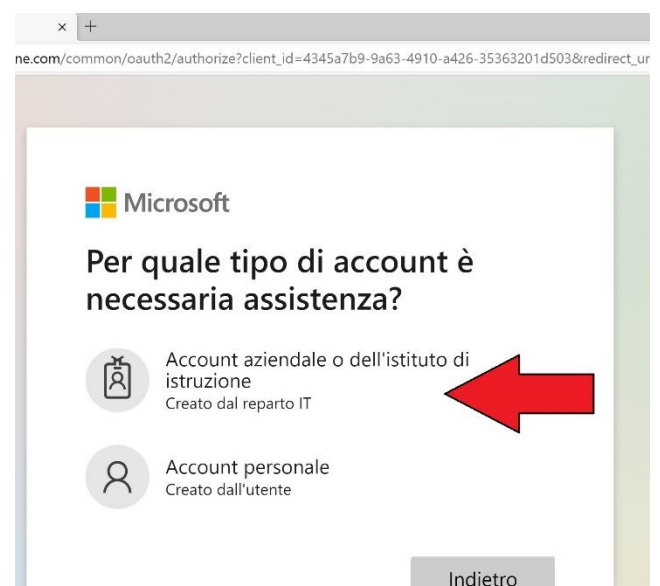 × +
ne.com/common/oauth2/authorize?client_id=4345a7b9-9a63-4910-a426-35363201d503&redirect_ur
Microsoft
Per quale tipo di account è
necessaria assistenza?
Account aziendale o dell'istituto di
istruzione
Creato dal reparto IT
Account personale
Creato dall'utente
Indietro